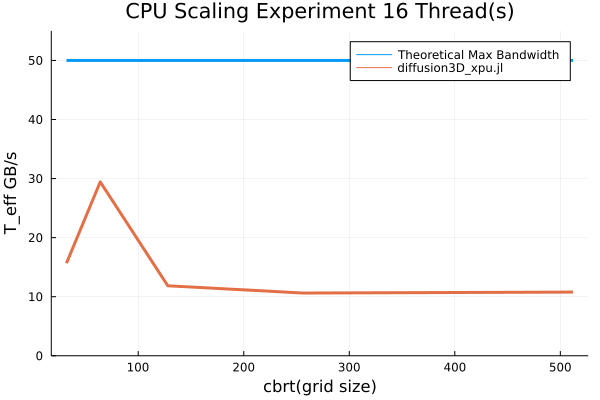 CPU Scaling Experiment 16 Thread(s)
Theoretical Max Bandwidth
diffusion3D_xpu.jl
T_eff GB/s
50
40
30
20
10
0
100
200
300
400
500
cbrt(grid size)